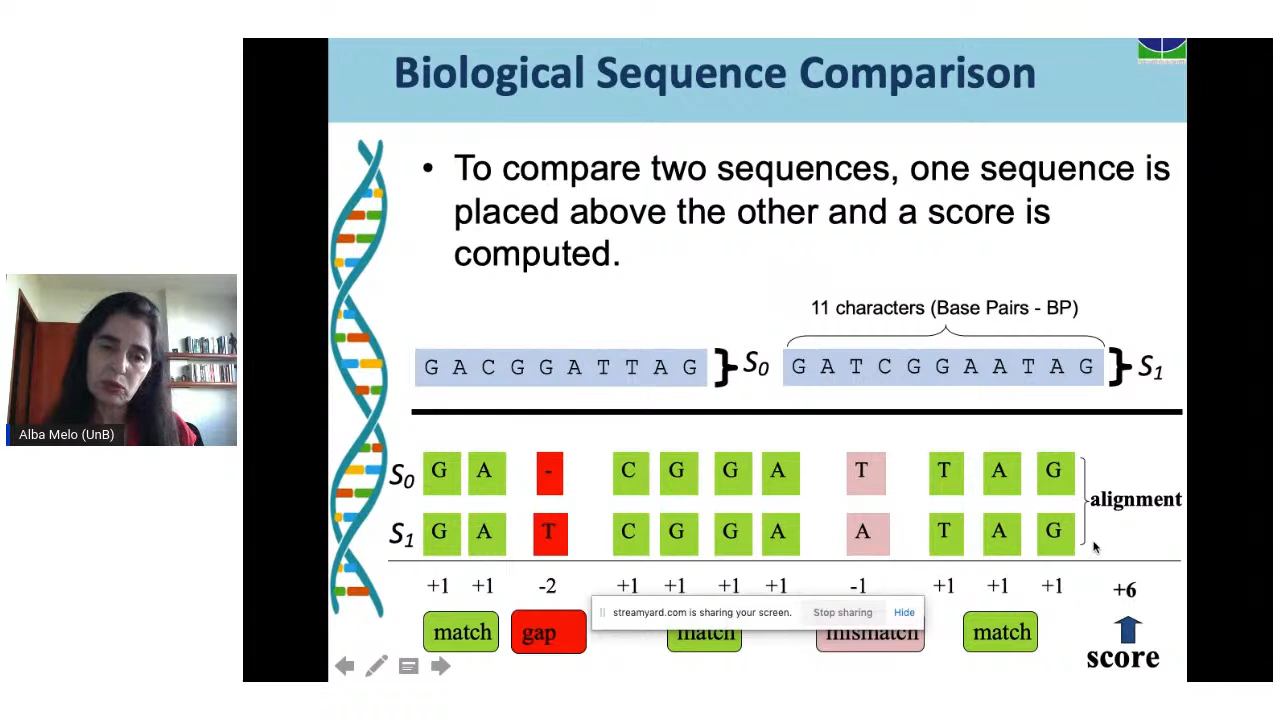 Biological Sequence Comparison
• To compare two sequences, one sequence is
placed above the other and a score is
computed.
11 characters (Base Pairs - BP)
G A C G G A T T A G } S0 G A T C G G A A T A G } S1
S0 G A - C G G A T T A G
alignment
S1 G A T C G G A A T A G
+1 +1 -2 +1 +1 +1 +1 -1 +1 +1 +1 +6
streamyard.com is sharing your screen. Stop sharing Hide
match gap match mismatch match
score
Alba Melo (UnB)